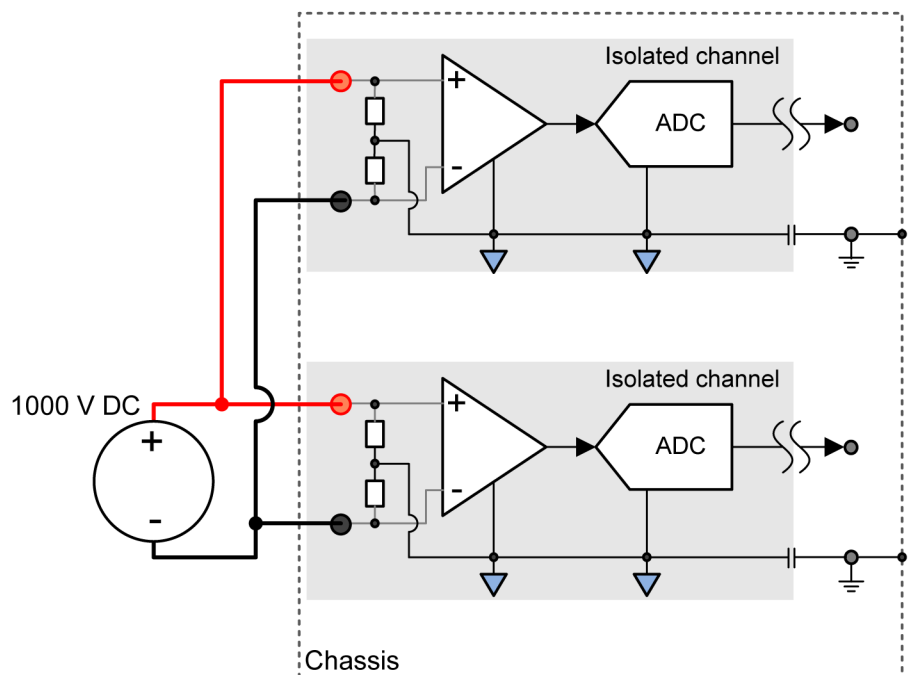 Isolated channel
+
-
ADC
1000 V DC
+
-
Isolated channel
+
-
ADC
Chassis